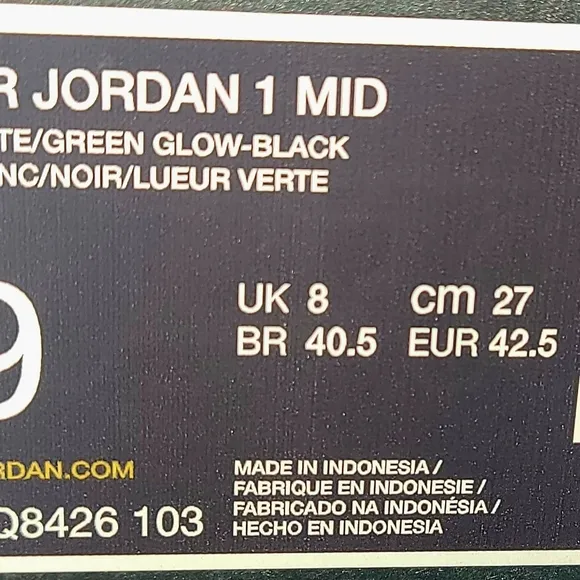 R JORDAN 1 MID
TE/GREEN GLOW-BLACK
NC/NOIR/LUEUR VERTE
9
UK 8 cm 27
BR 40.5 EUR 42.5
RDAN.COM
Q8426 103
MADE IN INDONESIA /
FABRIQUE EN INDONESIE /
FABRICADO NA INDONÉSIA /
HECHO EN INDONESIA